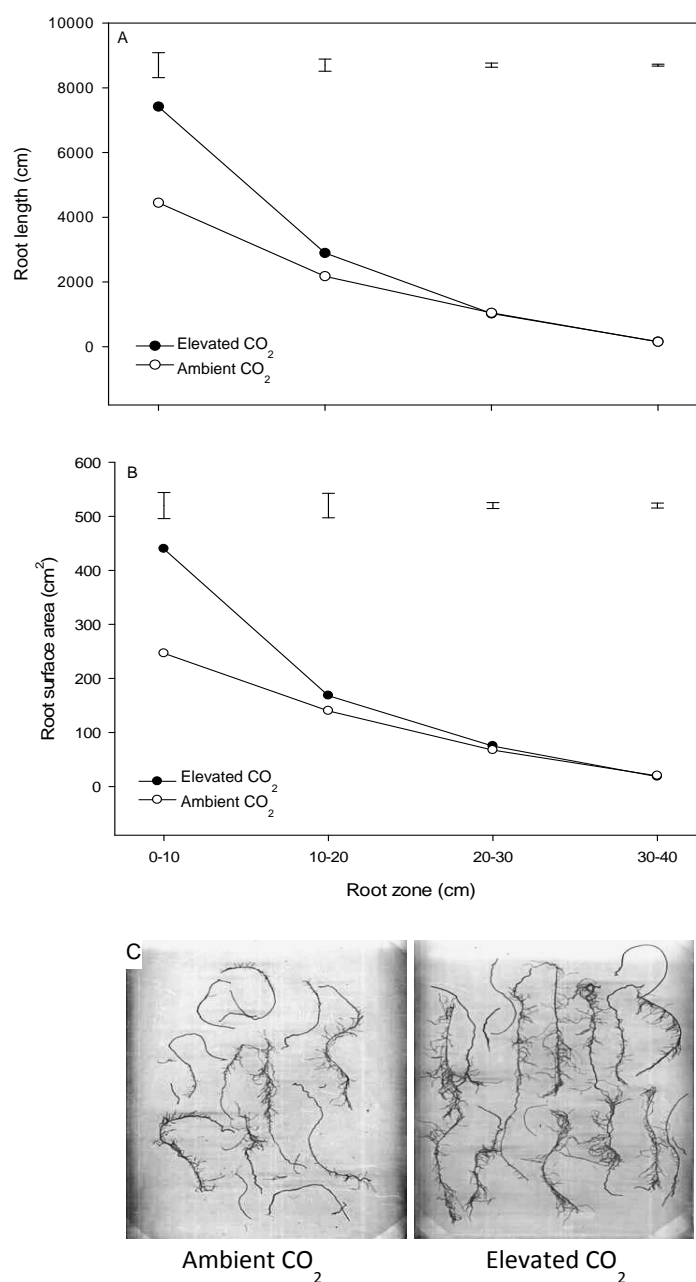 A
10000
8000
6000
4000
2000
0
Root length (cm)
Elevated CO2
Ambient CO2
B
600
500
400
300
200
100
0
Root surface area (cm2)
Elevated CO2
Ambient CO2
0-10 10-20 20-30 30-40
Root zone (cm)
C
Ambient CO2 Elevated CO2